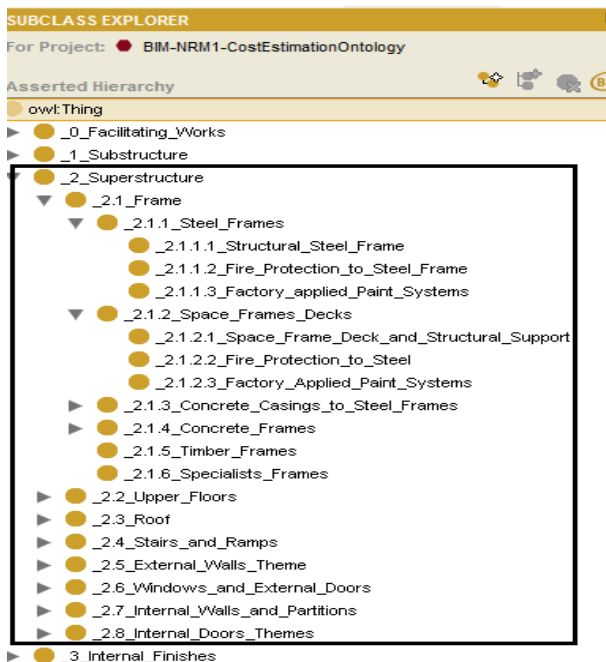 SUBCLASS EXPLORER
For Project: BIM-NRM1-CostEstimationOntology
Asserted Hierarchy
owl:Thing
_0_Facilitating_Works
_1_Substructure
_2_Superstructure
_2.1_Frame
_2.1.1_Steel_Frames
_2.1.1.1_Structural_Steel_Frame
_2.1.1.2_Fire_Protection_to_Steel_Frame
_2.1.1.3_Factory_applied_Paint_Systems
_2.1.2_Space_Frames_Decks
_2.1.2.1_Space_Frame_Deck_and_Structural_Support
_2.1.2.2_Fire_Protection_to_Steel
_2.1.2.3_Factory_Applied_Paint_Systems
_2.1.3_Concrete_Casings_to_Steel_Frames
_2.1.4_Concrete_Frames
_2.1.5_Timber_Frames
_2.1.6_Specialists_Frames
_2.2_Upper_Floors
_2.3_Roof
_2.4_Stairs_and_Ramps
_2.5_External_Walls_Theme
_2.6_Windows_and_External_Doors
_2.7_Internal_Walls_and_Partitions
_2.8_Internal_Doors_Themes
_3_Internal_Finishes